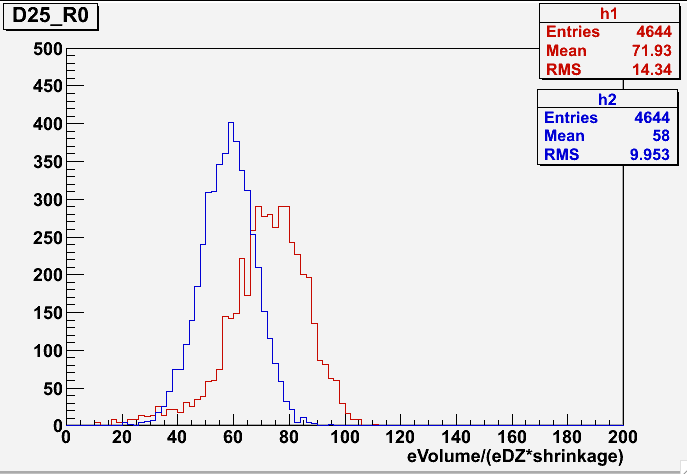 D25_R0
h1
Entries 4644
Mean 71.93
RMS 14.34
h2
Entries 4644
Mean 58
RMS 9.953
500
450
400
350
300
250
200
150
100
50
0
0 20 40 60 80 100 120 140 160 180 200
eVolume/(eDZ*shrinkage)